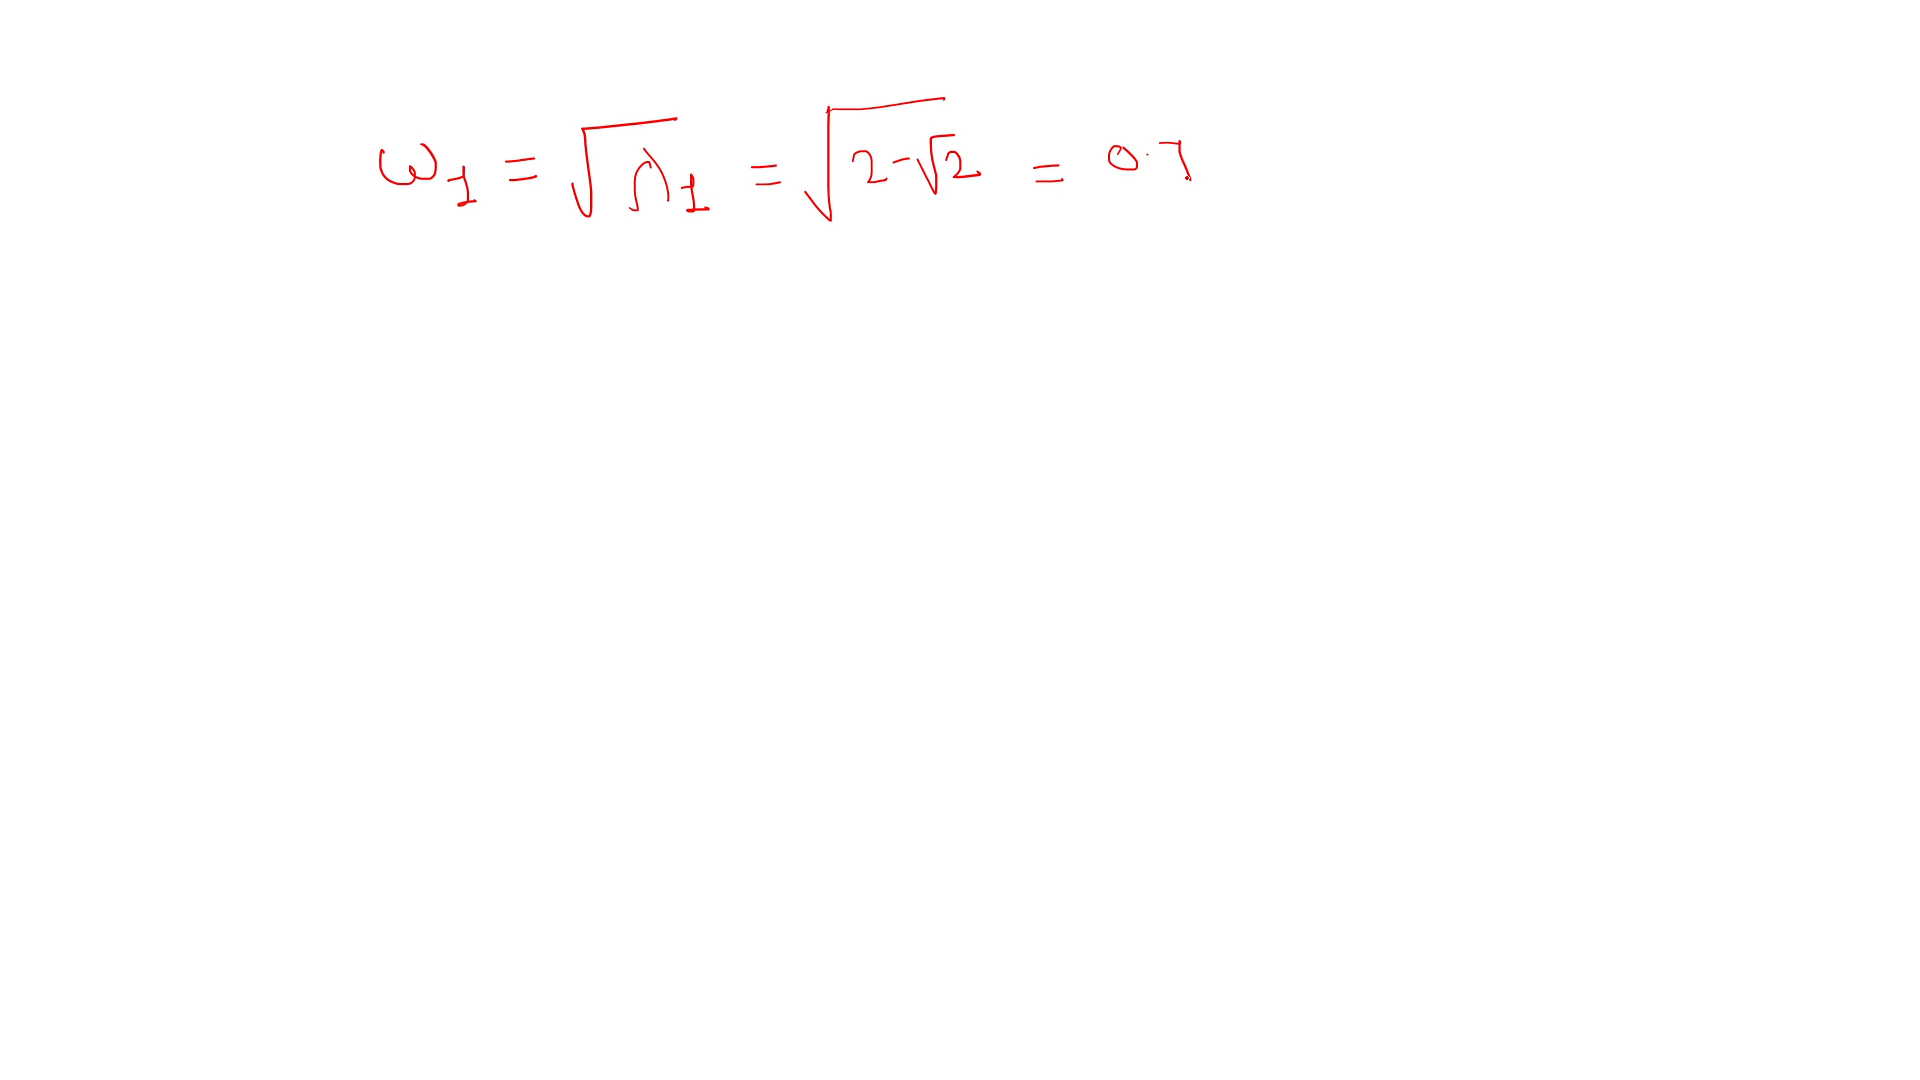 ω₁ = √λ₁ = √(2-√2) = 0.7